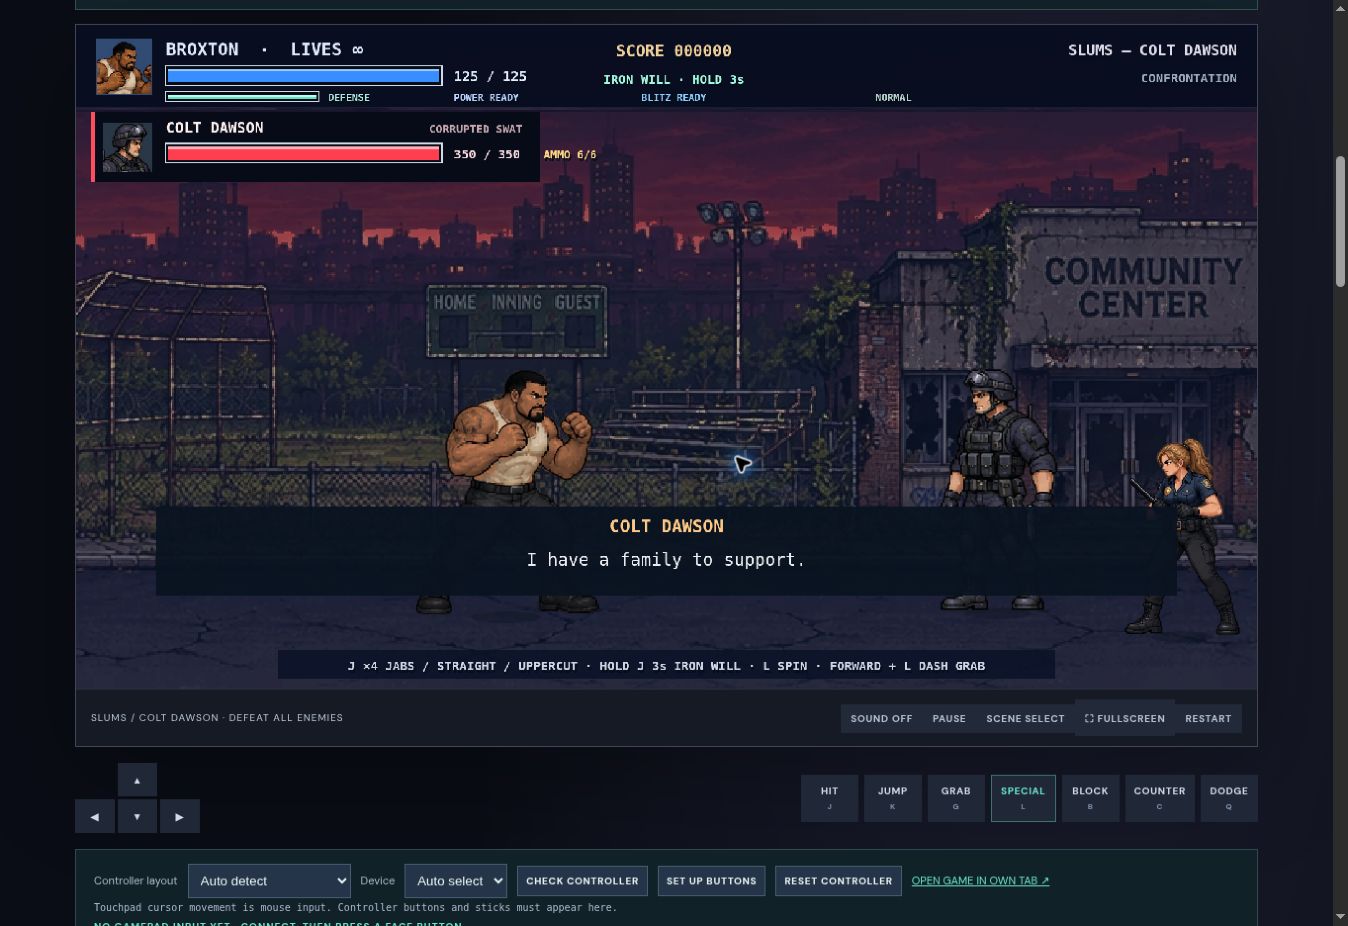 BROXTON · LIVES ∞
SCORE 000000
SLUMS — COLT DAWSON
125 / 125
IRON WILL · HOLD 3s
CONFRONTATION
DEFENSE
POWER READY
BLITZ READY
NORMAL
COLT DAWSON
CORRUPTED SWAT
350 / 350
AMMO 6/6
HOME INNING GUEST
COMMUNITY
CENTER
COLT DAWSON
I have a family to support.
J ×4 JABS / STRAIGHT / UPPERCUT · HOLD J 3s IRON WILL · L SPIN · FORWARD + L DASH GRAB
SLUMS / COLT DAWSON · DEFEAT ALL ENEMIES
SOUND OFF
PAUSE
SCENE SELECT
⛶ FULLSCREEN
RESTART
▲
◀ ▼ ▶
HIT
J
JUMP
K
GRAB
G
SPECIAL
L
BLOCK
B
COUNTER
C
DODGE
Q
Controller layout
Auto detect
Device
Auto select
CHECK CONTROLLER
SET UP BUTTONS
RESET CONTROLLER
OPEN GAME IN OWN TAB ↗
Touchpad cursor movement is mouse input. Controller buttons and sticks must appear here.